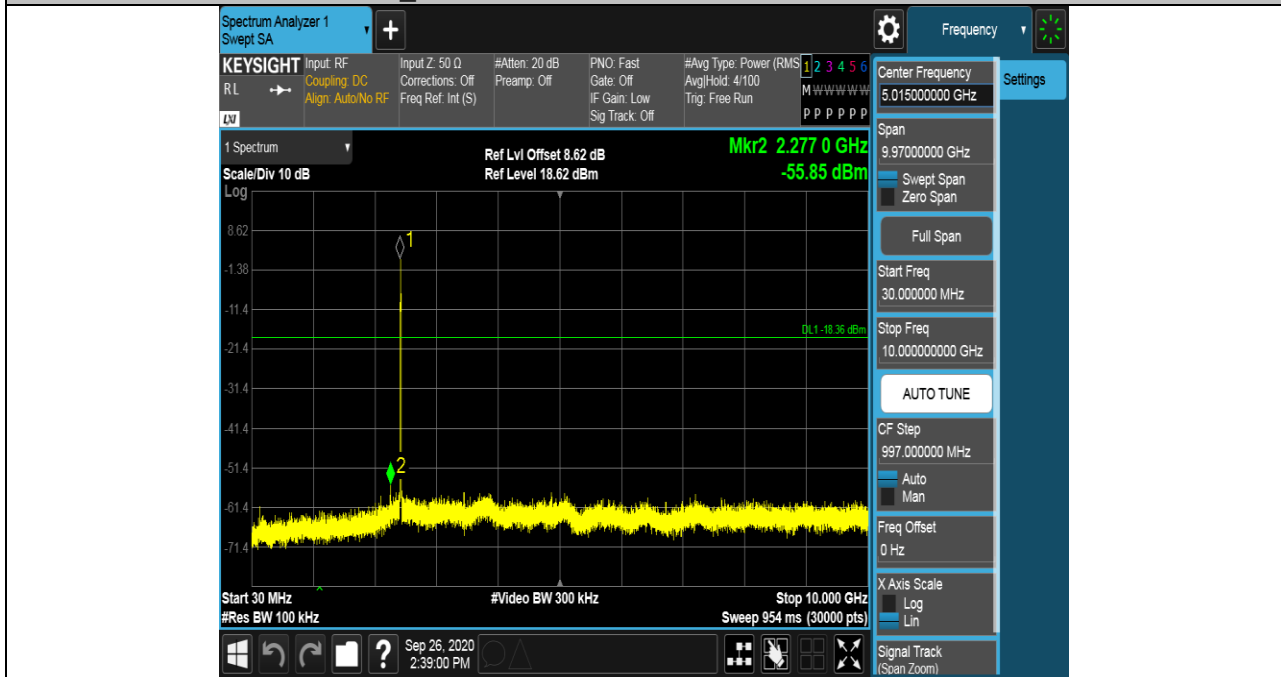 Spectrum Analyzer 1
Swept SA
+
Frequency
KEYSIGHT
RL
LXI
Input: RF
Coupling: DC
Align: Auto/No RF
Input Z: 50 Ω
Corrections: Off
Freq Ref: Int (S)
#Atten: 20 dB
Preamp: Off
PNO: Fast
Gate: Off
IF Gain: Low
Sig Track: Off
#Avg Type: Power (RMS
Avg|Hold: 4/100
Trig: Free Run
1 2 3 4 5 6
M W W W W W
P P P P P P
1 Spectrum
Scale/Div 10 dB
Log
Ref Lvl Offset 8.62 dB
Ref Level 18.62 dBm
Mkr2 2.277 0 GHz
-55.85 dBm
8.62
-1.38
-11.4
-21.4
-31.4
-41.4
-51.4
-61.4
-71.4
1
2
DL1 -18.36 dBm
Start 30 MHz
#Res BW 100 kHz
#Video BW 300 kHz
Stop 10.000 GHz
Sweep 954 ms (30000 pts)
?
Sep 26, 2020
2:39:00 PM
Center Frequency
5.015000000 GHz
Settings
Span
9.97000000 GHz
Swept Span
Zero Span
Full Span
Start Freq
30.000000 MHz
Stop Freq
10.000000000 GHz
AUTO TUNE
CF Step
997.000000 MHz
Auto
Man
Freq Offset
0 Hz
X Axis Scale
Log
Lin
Signal Track
(Span Zoom)